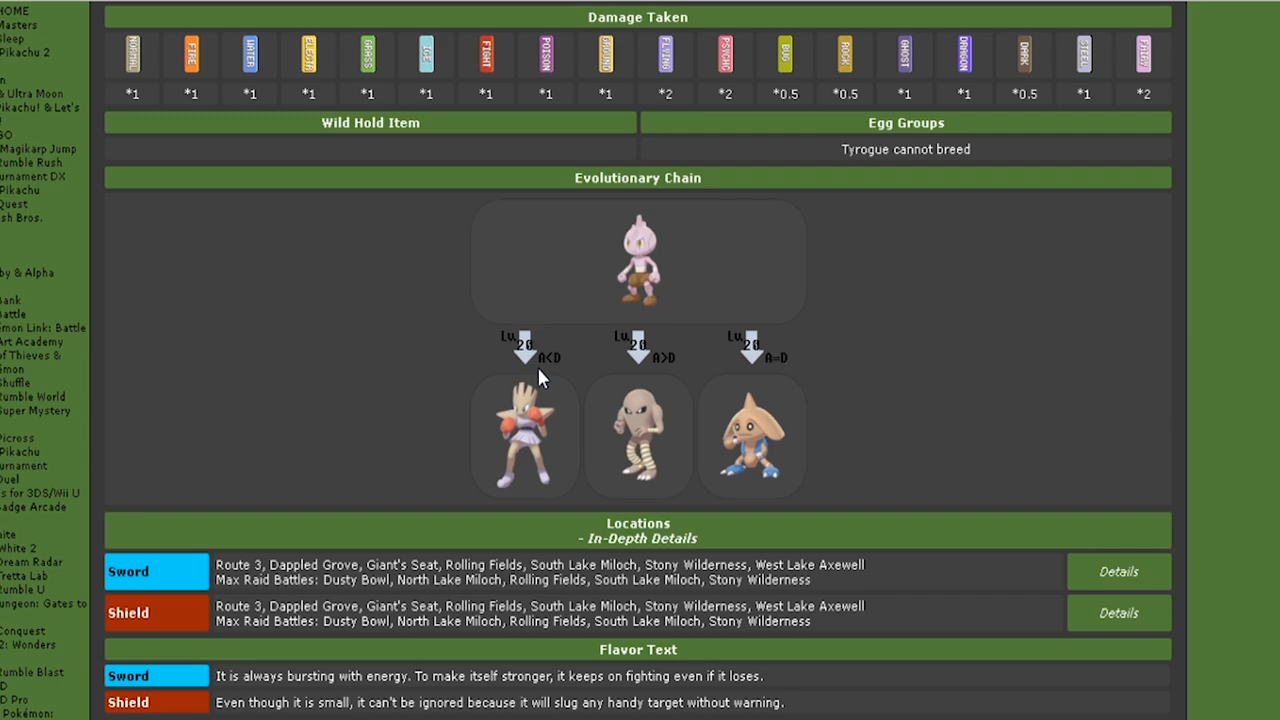 HOME
Masters
Sleep
Pikachu 2
n
& Ultra Moon
Pikachu! & Let's
!
GO
Magikarp Jump
Rumble Rush
urnament DX
Pikachu
Quest
sh Bros.
by & Alpha
Bank
Battle
émon Link: Battle
Art Academy
of Thieves &
émon
Shuffle
Rumble World
Super Mystery
Picross
Pikachu
urnament
Duel
s for 3DS/Wii U
Badge Arcade
hite
White 2
Dream Radar
Tretta Lab
Rumble U
ungeon: Gates to
Conquest
2: Wonders
Rumble Blast
D
D Pro
Pokémon:
Damage Taken
NORMAL FIRE WATER ELECTR GRASS ICE FIGHT POISON GROUND FLYING PSYCHC BUG ROCK GHOST DRAGON DARK STEEL FAIRY
*1 *1 *1 *1 *1 *1 *1 *1 *1 *2 *2 *0.5 *0.5 *1 *1 *0.5 *1 *2
Wild Hold Item Egg Groups
Tyrogue cannot breed
Evolutionary Chain
Lv. 20 A<D Lv. 20 A>D Lv. 20 A=D
Locations
- In-Depth Details
Sword Route 3, Dappled Grove, Giant's Seat, Rolling Fields, South Lake Miloch, Stony Wilderness, West Lake Axewell
Max Raid Battles: Dusty Bowl, North Lake Miloch, Rolling Fields, South Lake Miloch, Stony Wilderness
Details
Shield Route 3, Dappled Grove, Giant's Seat, Rolling Fields, South Lake Miloch, Stony Wilderness, West Lake Axewell
Max Raid Battles: Dusty Bowl, North Lake Miloch, Rolling Fields, South Lake Miloch, Stony Wilderness
Details
Flavor Text
Sword It is always bursting with energy. To make itself stronger, it keeps on fighting even if it loses.
Shield Even though it is small, it can't be ignored because it will slug any handy target without warning.